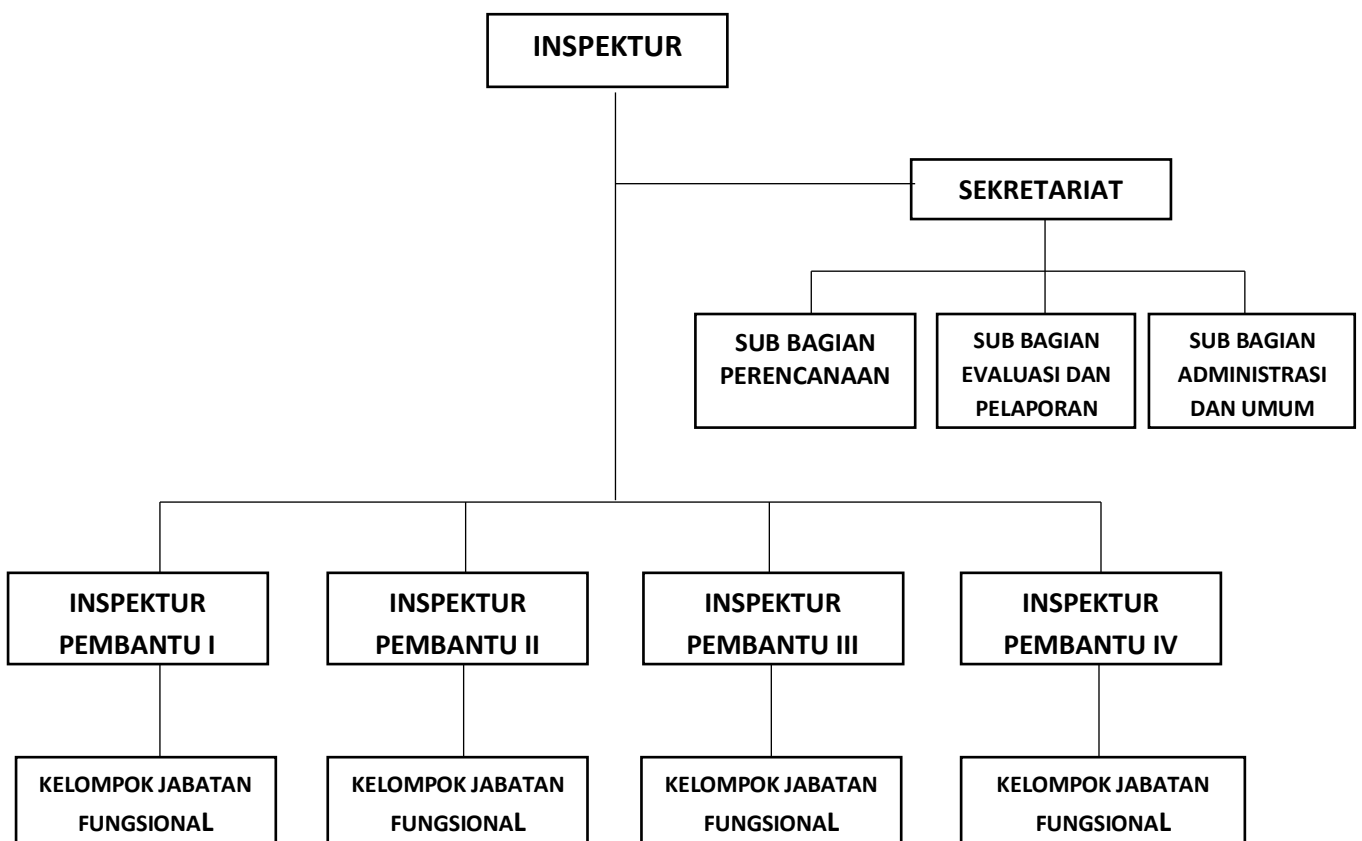 INSPEKTUR
SEKRETARIAT
SUB BAGIAN
PERENCANAAN
SUB BAGIAN
EVALUASI DAN
PELAPORAN
SUB BAGIAN
ADMINISTRASI
DAN UMUM
INSPEKTUR
PEMBANTU I
INSPEKTUR
PEMBANTU II
INSPEKTUR
PEMBANTU III
INSPEKTUR
PEMBANTU IV
KELOMPOK JABATAN
FUNGSIONAL
KELOMPOK JABATAN
FUNGSIONAL
KELOMPOK JABATAN
FUNGSIONAL
KELOMPOK JABATAN
FUNGSIONAL